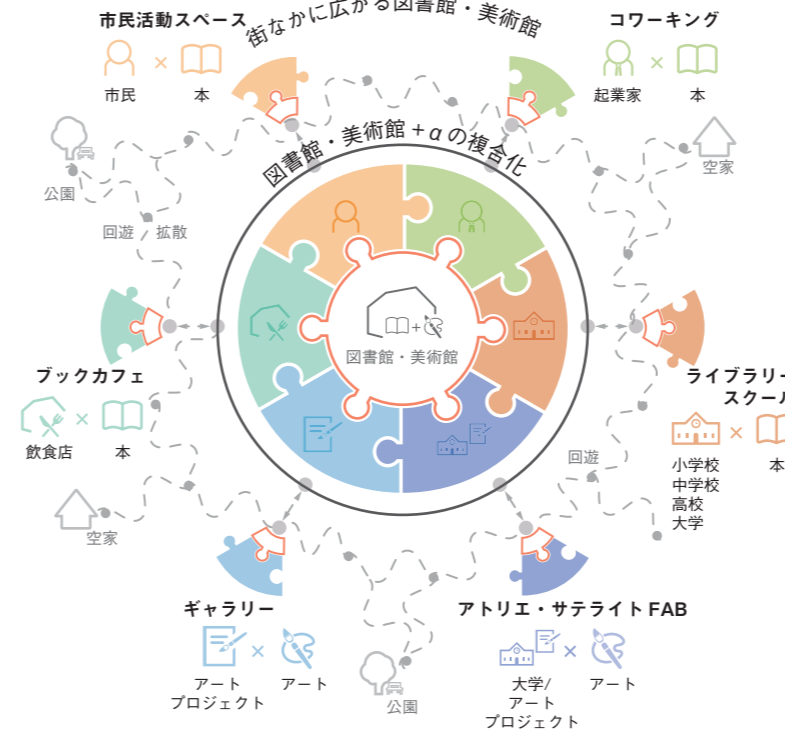 街なかに広がる図書館・美術館
市民活動スペース
市民 × 本
コワーキング
起業家 × 本
図書館・美術館+αの複合化
公園
空家
回遊 拡散
+
図書館・美術館
ブックカフェ
×
飲食店 本
ライブラリー
スクール
×
小学校 本
中学校
高校
大学
回遊
空家
ギャラリー
×
アート アート
プロジェクト
アトリエ・サテライト FAB
×
大学/ アート
アート
プロジェクト
公園